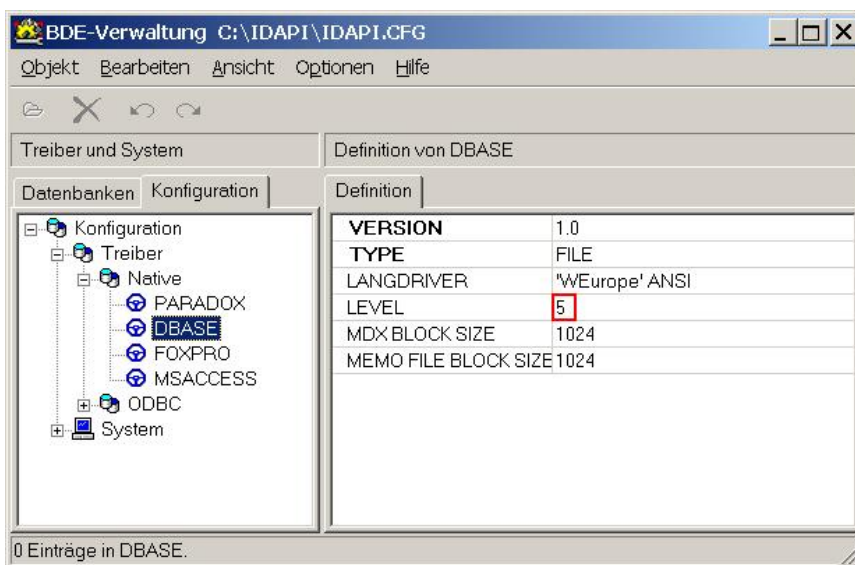 BDE-Verwaltung C:\IDAPI\IDAPI.CFG
Objekt Bearbeiten Ansicht Optionen Hilfe
Treiber und System
Definition von DBASE
Datenbanken Konfiguration
Definition
Konfiguration
Treiber
Native
PARADOX
DBASE
FOXPRO
MSACCESS
ODBC
System
VERSION 1.0
TYPE FILE
LANGDRIVER 'WEurope' ANSI
LEVEL 5
MDX BLOCK SIZE 1024
MEMO FILE BLOCK SIZE 1024
0 Einträge in DBASE.